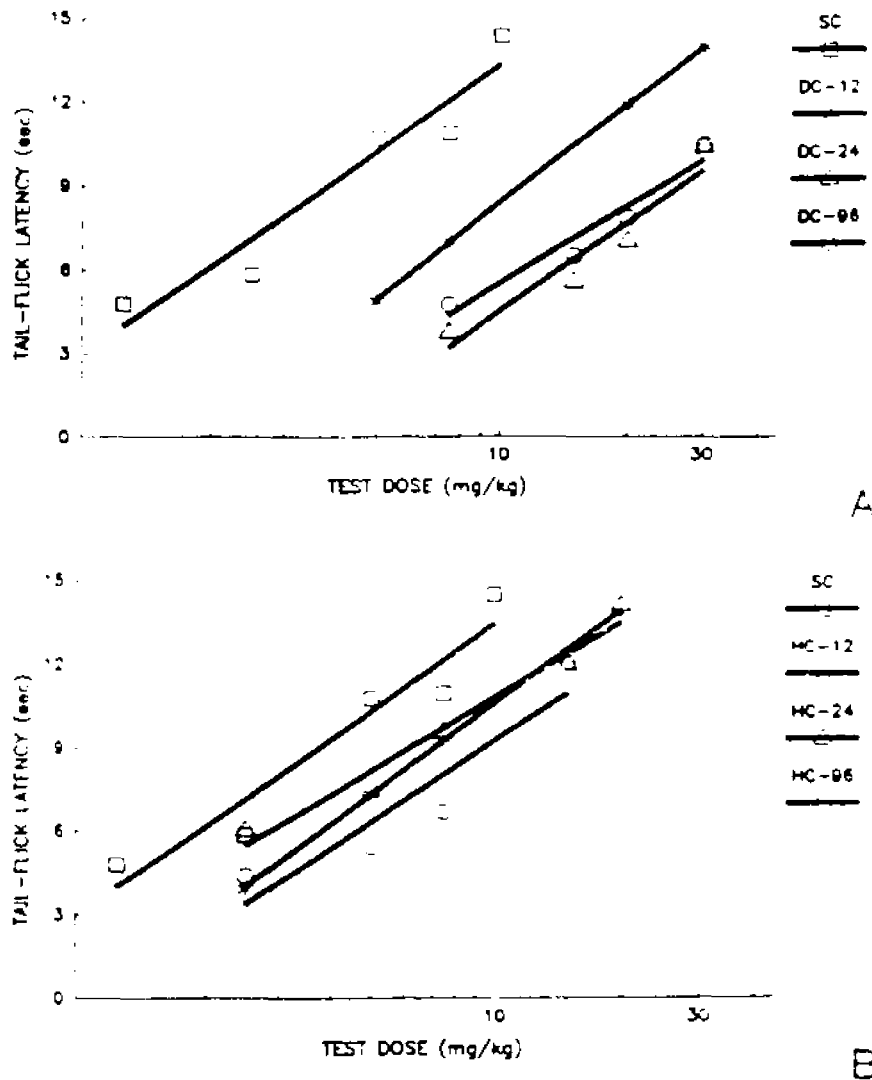 15
12
9
6
3
0
TAIL-FLICK LATENCY (sec)
10
30
TEST DOSE (mg/kg)
SC
DC-12
DC-24
DC-96
A
15
12
9
6
3
0
TAIL-FLICK LATENCY (sec)
10
30
TEST DOSE (mg/kg)
SC
HC-12
HC-24
HC-96
B